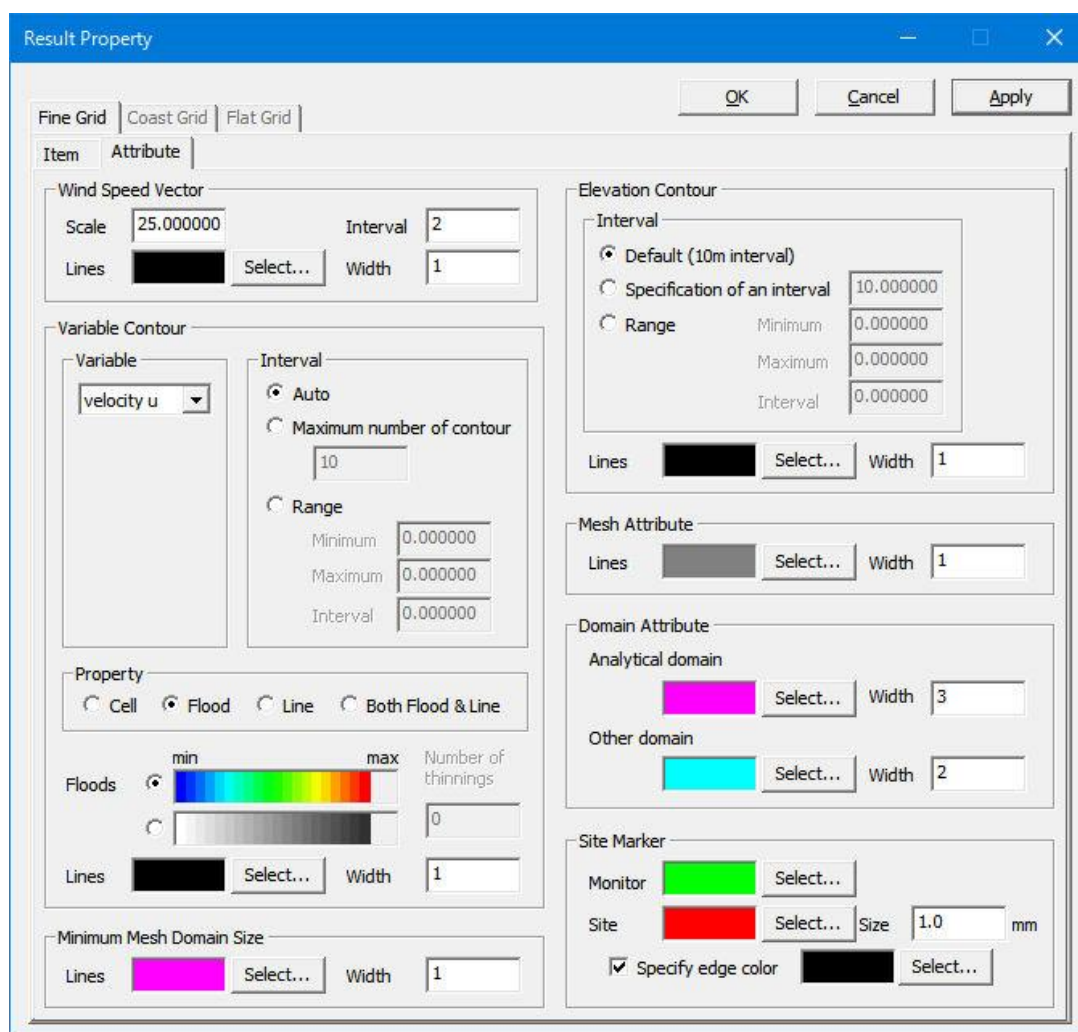 Result Property
OK Cancel Apply
Fine Grid Coast Grid Flat Grid
Item Attribute
Wind Speed Vector
Scale 25.000000 Interval 2
Lines Select... Width 1
Variable Contour
Variable
velocity u
Interval
Auto
Maximum number of contour
10
Range
Minimum 0.000000
Maximum 0.000000
Interval 0.000000
Property
Cell Flood Line Both Flood & Line
min max Number of
thinnings
Floods
0
Lines Select... Width 1
Minimum Mesh Domain Size
Lines Select... Width 1
Elevation Contour
Interval
Default (10m interval)
Specification of an interval 10.000000
Range Minimum 0.000000
Maximum 0.000000
Interval 0.000000
Lines Select... Width 1
Mesh Attribute
Lines Select... Width 1
Domain Attribute
Analytical domain
Select... Width 3
Other domain
Select... Width 2
Site Marker
Monitor Select...
Site Select... Size 1.0 mm
Specify edge color Select...